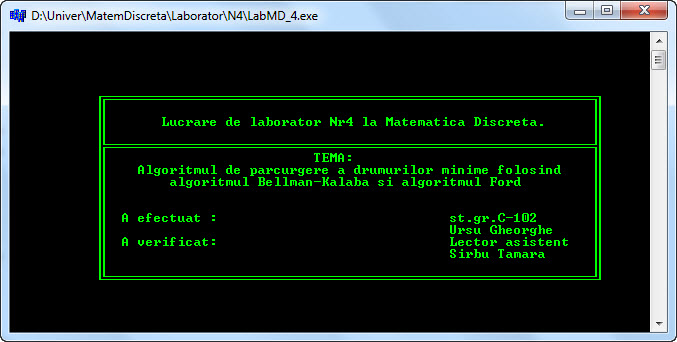 D:\Univer\MatemDiscreta\Laborator\N4\LabMD_4.exe
Lucrare de laborator Nr4 la Matematica Discreta.
TEMA:
Algoritmul de parcurgere a drumurilor minime folosind
algoritmul Bellman-Kalaba si algoritmul Ford
A efectuat : st.gr.C-102
Ursu Gheorghe
A verificat: Lector asistent
Sirbu Tamara